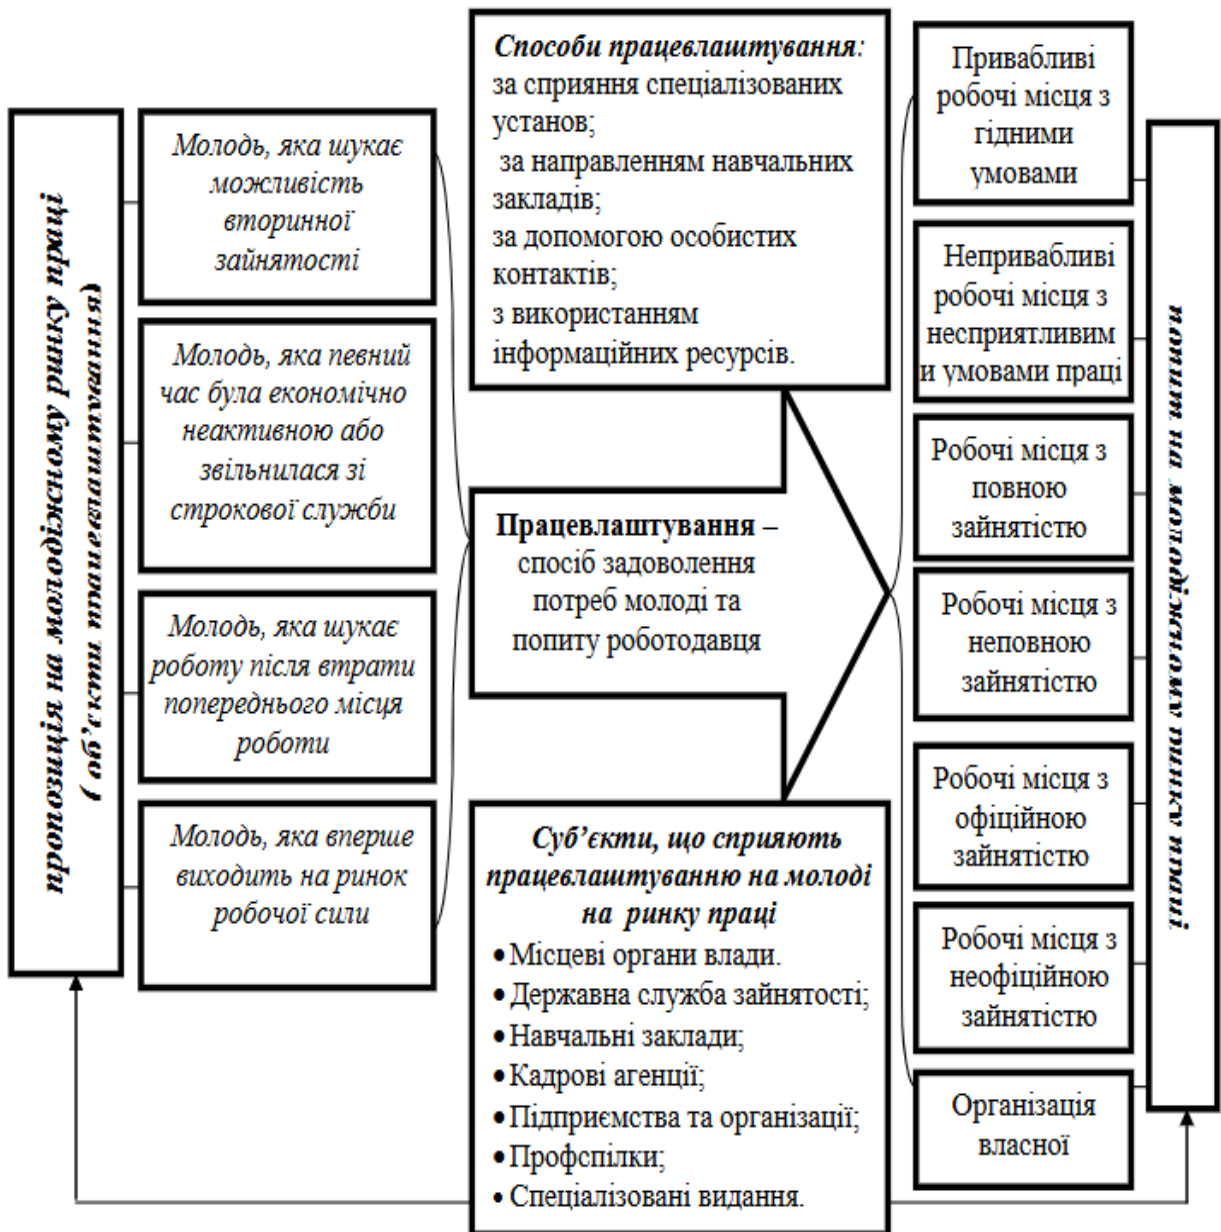 пропозиція на молодіжному ринку праці
( об’єкти працевлаштування)
Молодь, яка шукає
можливість
вторинної
зайнятості
Молодь, яка певний
час була економічно
неактивною або
звільнилася зі
строкової служби
Молодь, яка шукає
роботу після втрати
попереднього місця
роботи
Молодь, яка вперше
виходить на ринок
робочої сили
Способи працевлаштування:
за сприяння спеціалізованих
установ;
за направленням навчальних
закладів;
за допомогою особистих
контактів;
з використанням
інформаційних ресурсів.
Працевлаштування –
спосіб задоволення
потреб молоді та
попиту роботодавця
Суб’єкти, що сприяють
працевлаштуванню на молоді
на ринку праці
• Місцеві органи влади.
• Державна служба зайнятості;
• Навчальні заклади;
• Кадрові агенції;
• Підприємства та організації;
• Профспілки;
• Спеціалізовані видання.
Привабливі
робочі місця з
гідними
умовами
Непривабливі
робочі місця з
несприятливим
и умовами праці
Робочі місця з
повною
зайнятістю
Робочі місця з
неповною
зайнятістю
Робочі місця з
офіційною
зайнятістю
Робочі місця з
неофіційною
зайнятістю
Організація
власної
попит на молодіжному ринку праці